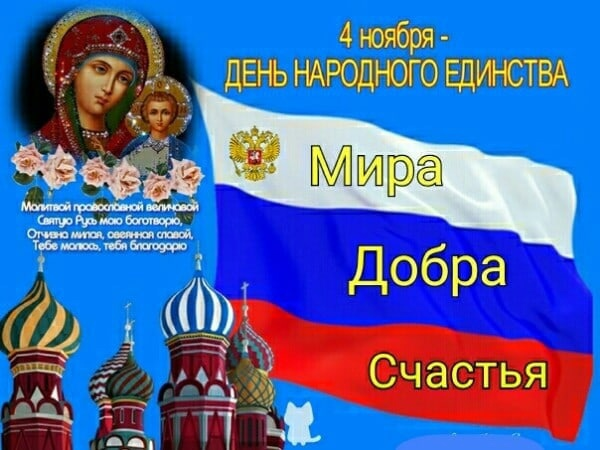 4 ноября -
ДЕНЬ НАРОДНОГО ЕДИНСТВА
Мира
Добра
Счастья
Молитвой православной величавой
Святую Русь мою боготворю,
Отчизна милая, овеянная славой,
Тебе молюсь, тебя благодарю